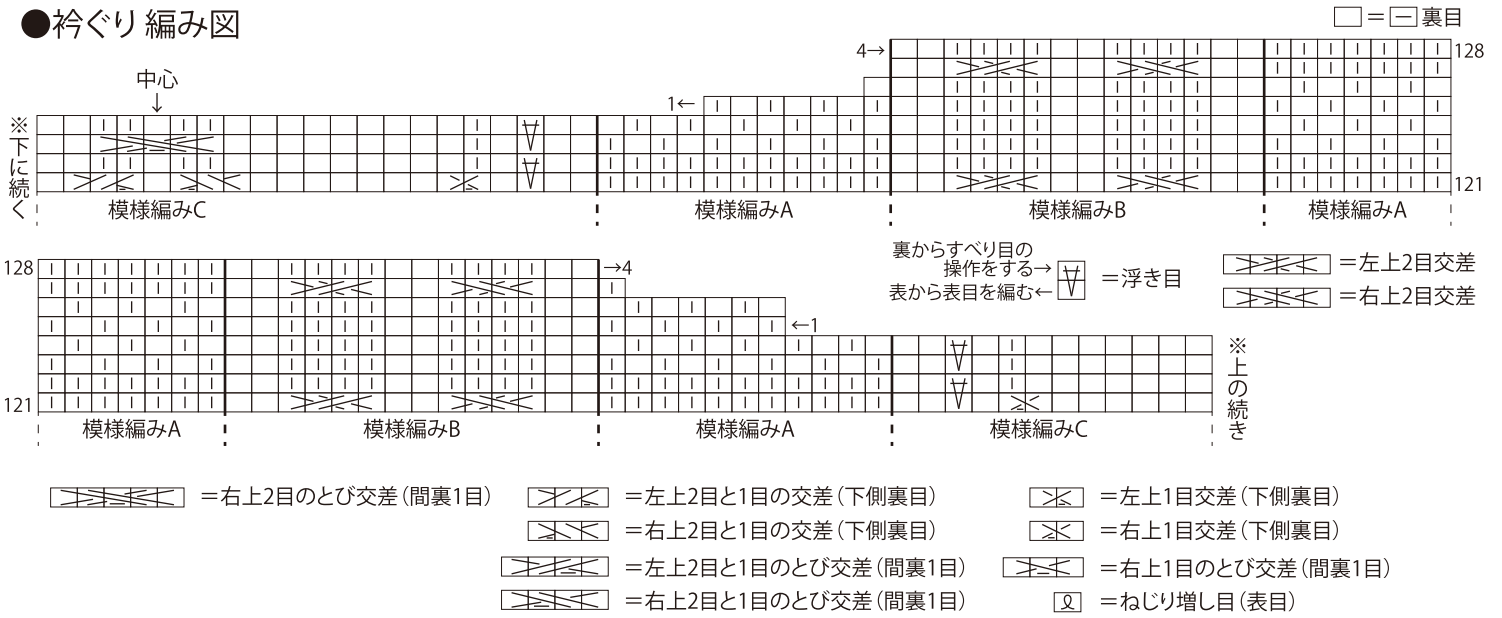 ●衿ぐり 編み図
□＝⊟裏目
4→
128
中心
↓
1←
※下に続く
121
模様編みC
模様編みA
模様編みB
模様編みA
裏からすべり目の
操作をする→
表から表目を編む←
＝浮き目
＝左上2目交差
＝右上2目交差
128
→4
←1
※上の続き
121
模様編みA
模様編みB
模様編みA
模様編みC
＝右上2目のとび交差（間裏1目）
＝左上2目と1目の交差（下側裏目）
＝左上1目交差（下側裏目）
＝右上2目と1目の交差（下側裏目）
＝右上1目交差（下側裏目）
＝左上2目と1目のとび交差（間裏1目）
＝右上1目のとび交差（間裏1目）
＝右上2目と1目のとび交差（間裏1目）
＝ねじり増し目（表目）